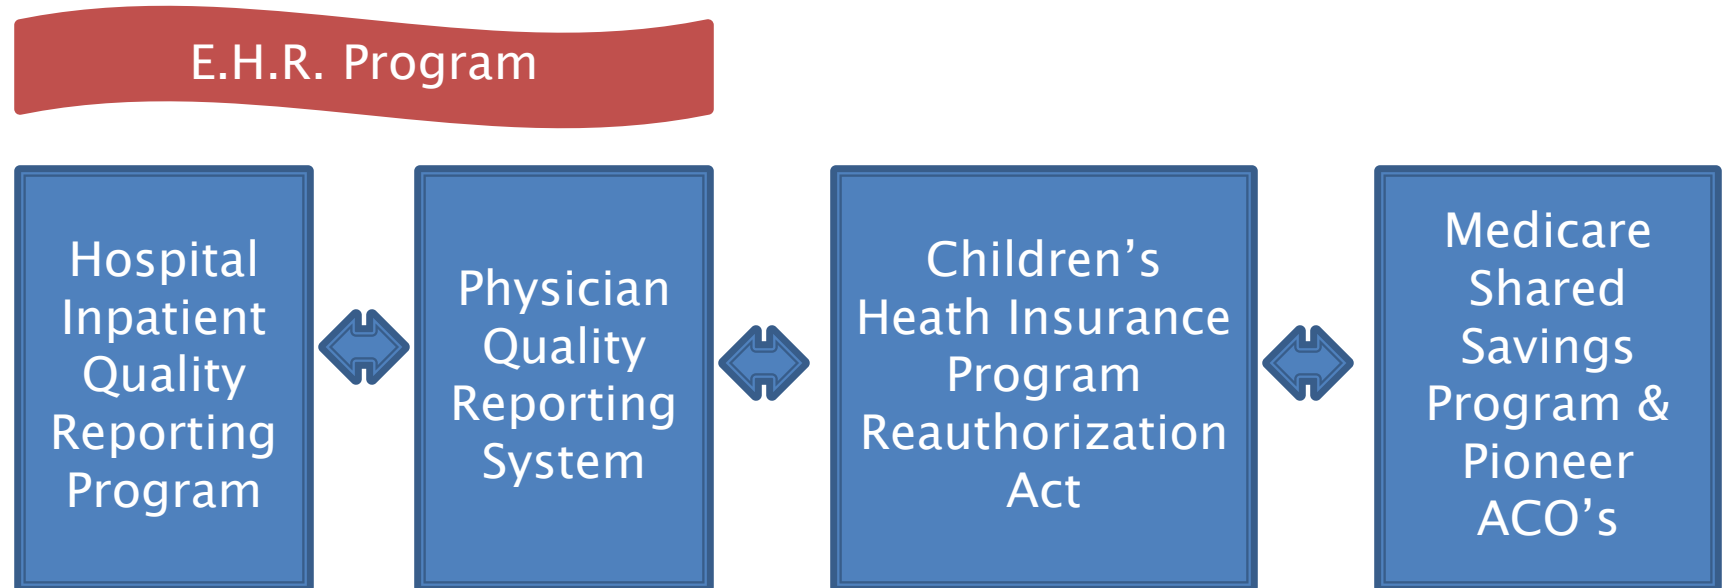 E.H.R. Program
Hospital
Inpatient
Quality
Reporting
Program
Physician
Quality
Reporting
System
Children’s
Heath Insurance
Program
Reauthorization
Act
Medicare
Shared
Savings
Program &
Pioneer
ACO’s